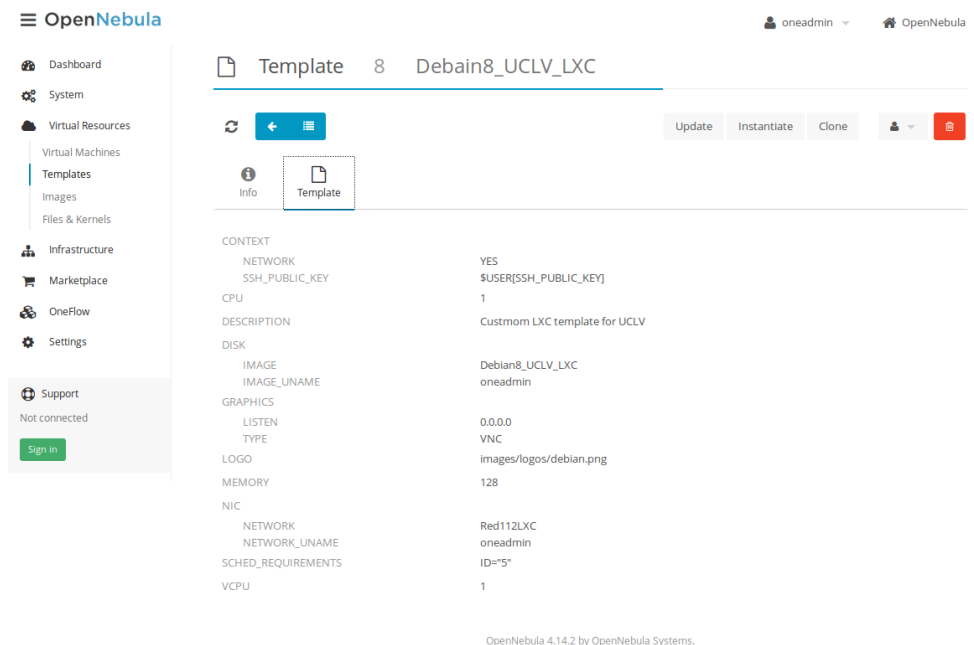 OpenNebula
oneadmin
OpenNebula
Dashboard
System
Virtual Resources
Virtual Machines
Templates
Images
Files & Kernels
Infrastructure
Marketplace
OneFlow
Settings
Support
Not connected
Sign in
Template 8 Debain8_UCLV_LXC
Update Instantiate Clone
Info Template
CONTEXT
NETWORK YES
SSH_PUBLIC_KEY $USER[SSH_PUBLIC_KEY]
CPU 1
DESCRIPTION Custmom LXC template for UCLV
DISK
IMAGE Debian8_UCLV_LXC
IMAGE_UNAME oneadmin
GRAPHICS
LISTEN 0.0.0.0
TYPE VNC
LOGO images/logos/debian.png
MEMORY 128
NIC
NETWORK Red112LXC
NETWORK_UNAME oneadmin
SCHED_REQUIREMENTS ID="5"
VCPU 1
OpenNebula 4.14.2 by OpenNebula Systems.